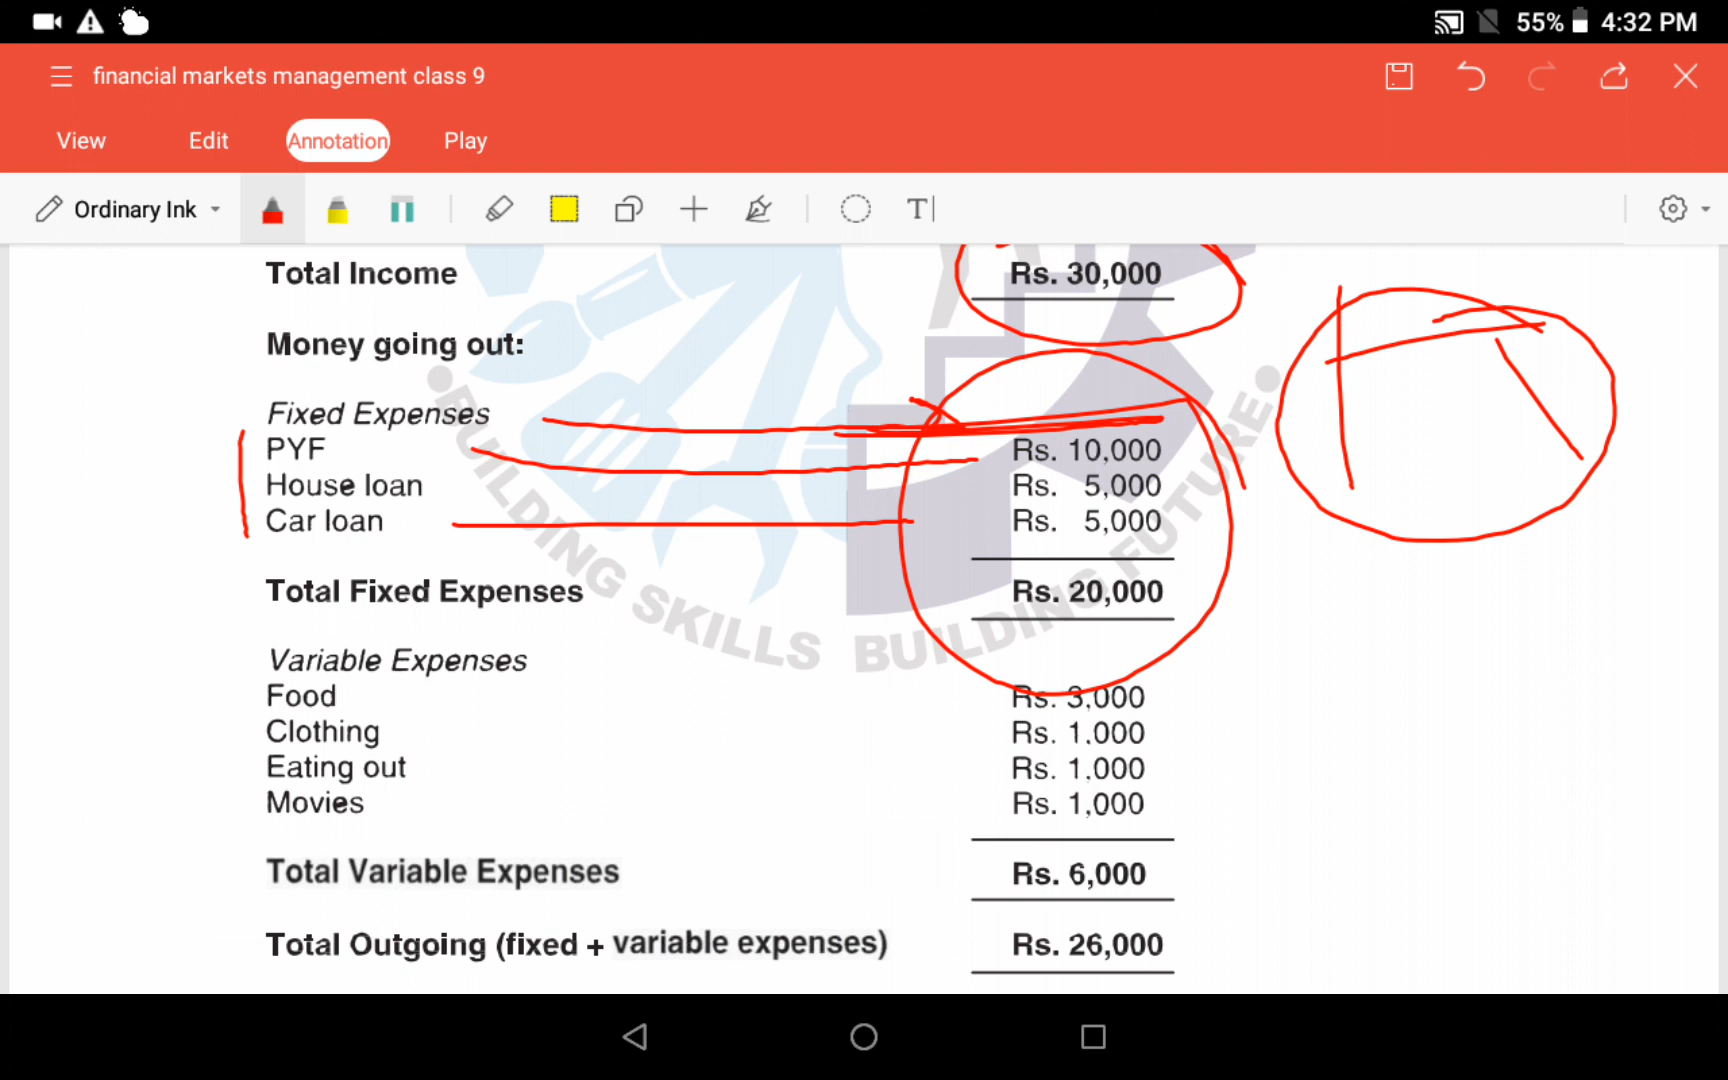 55% 4:32 PM
financial markets management class 9
View Edit Annotation Play
Ordinary Ink T|
Total Income Rs. 30,000
Money going out:
Fixed Expenses
PYF Rs. 10,000
House loan Rs. 5,000
Car loan Rs. 5,000
Total Fixed Expenses Rs. 20,000
Variable Expenses
Food Rs. 3,000
Clothing Rs. 1,000
Eating out Rs. 1,000
Movies Rs. 1,000
Total Variable Expenses Rs. 6,000
Total Outgoing (fixed + variable expenses) Rs. 26,000
•BUILDING SKILLS BUILDING FUTURE•